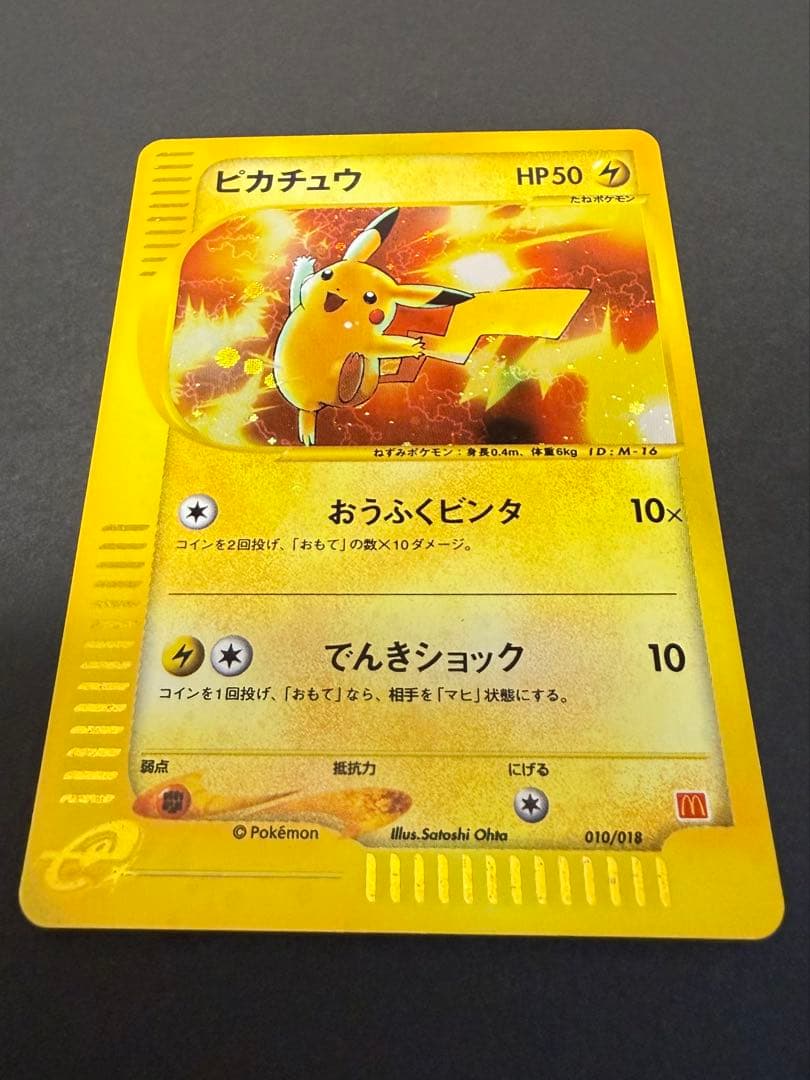 ピカチュウ HP50
たねポケモン
ねずみポケモン：身長0.4m、体重6kg ID:M-16
おうふくビンタ 10×
コインを2回投げ、「おもて」の数×10ダメージ。
でんきショック 10
コインを1回投げ、「おもて」なら、相手を「マヒ」状態にする。
弱点 抵抗力 にげる
© Pokémon Illus.Satoshi Ohta 010/018